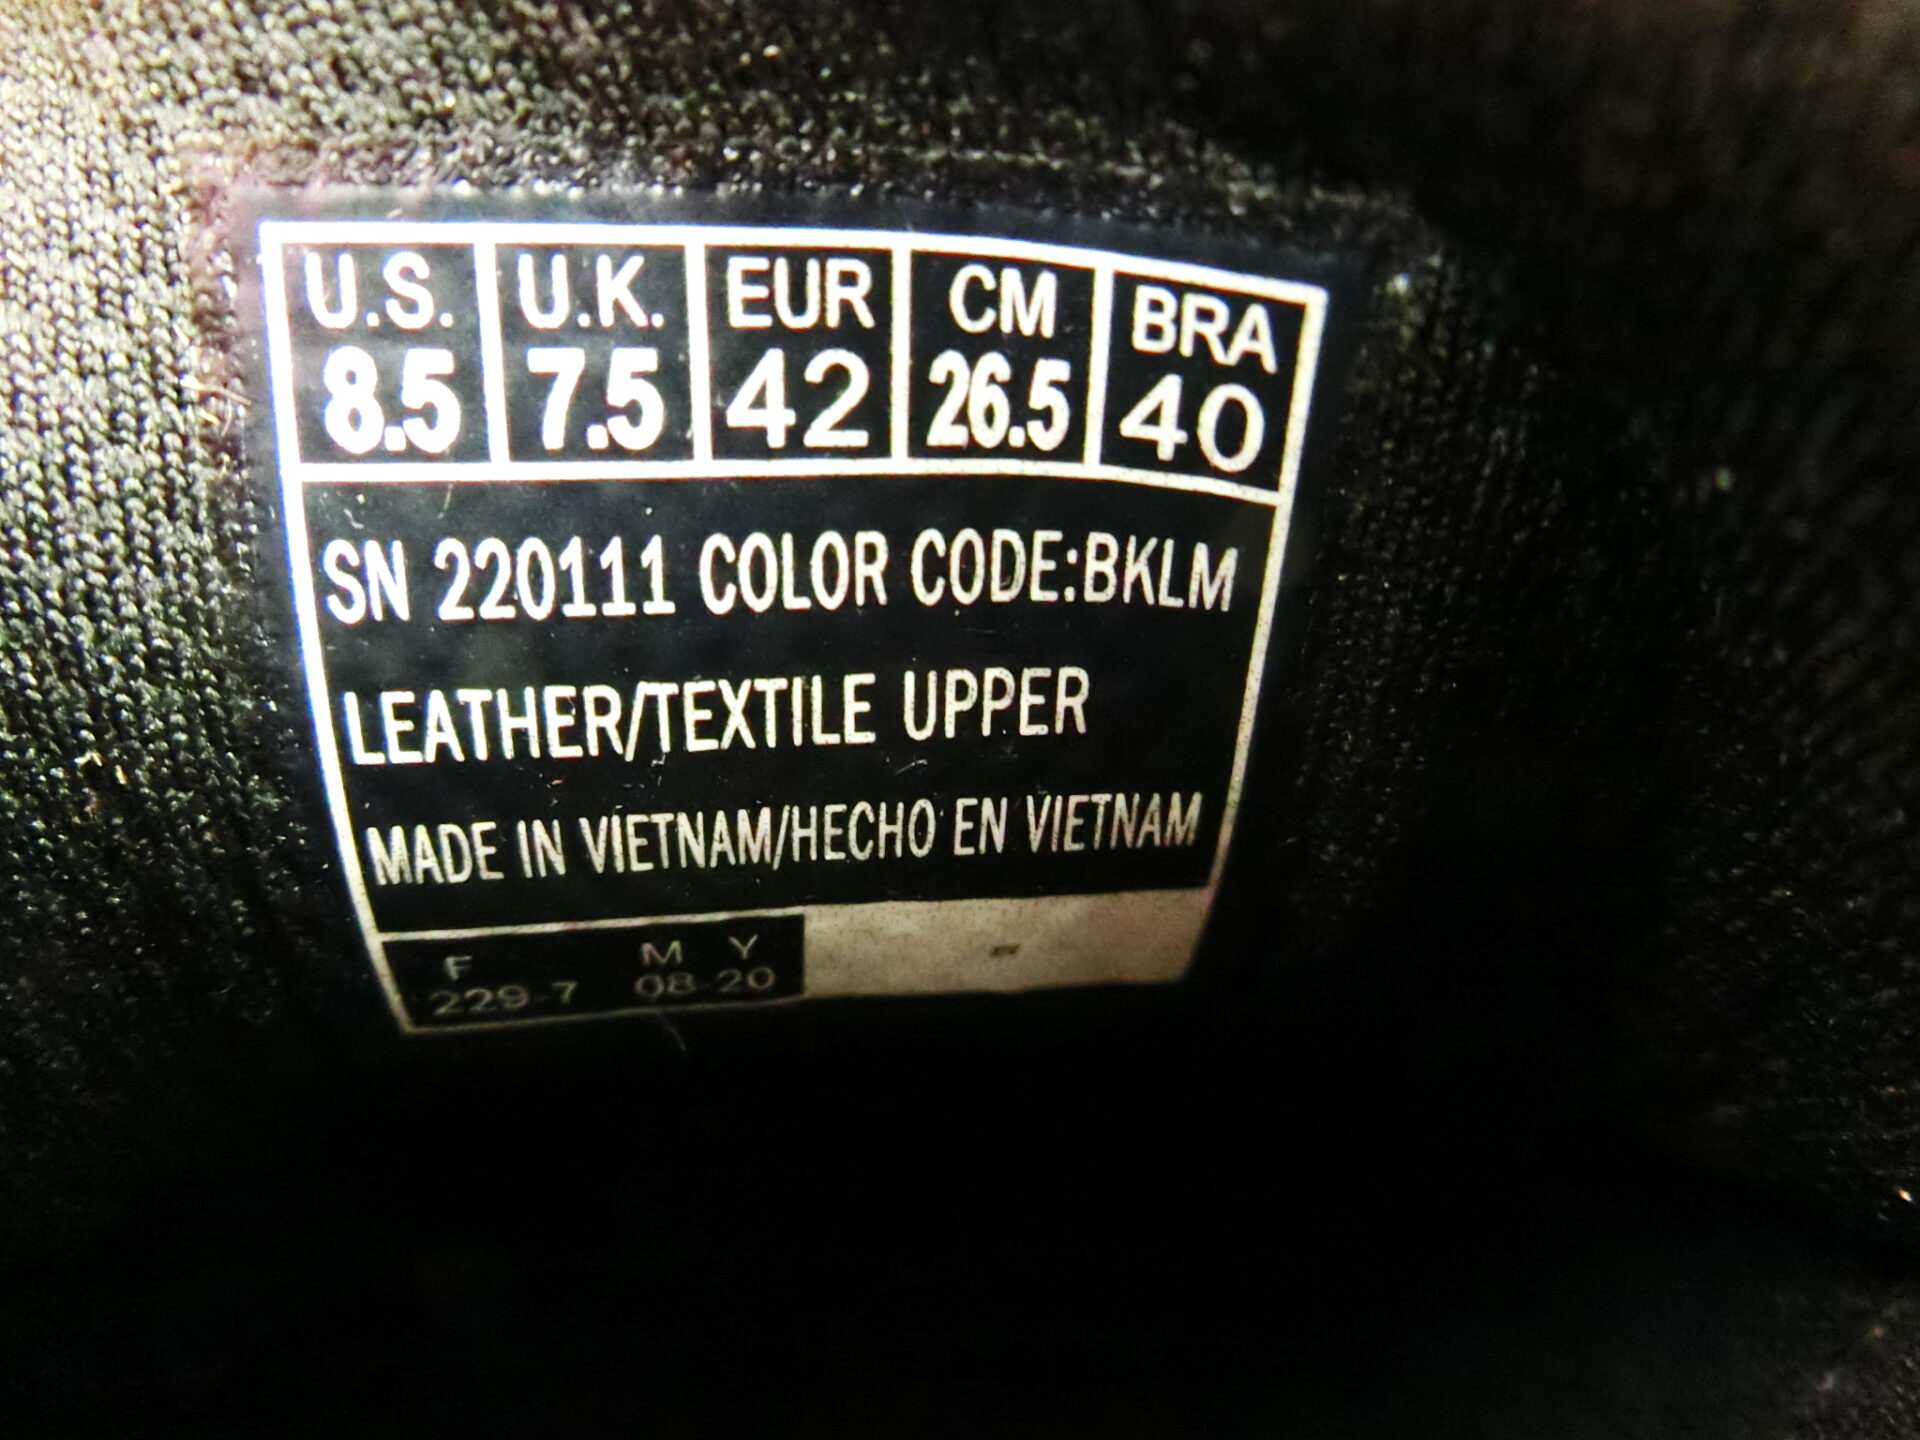 U.S. U.K. EUR CM BRA
8.5 7.5 42 26.5 40
SN 220111 COLOR CODE:BKLM
LEATHER/TEXTILE UPPER
MADE IN VIETNAM/HECHO EN VIETNAM
F M Y
229-7 08-20
-